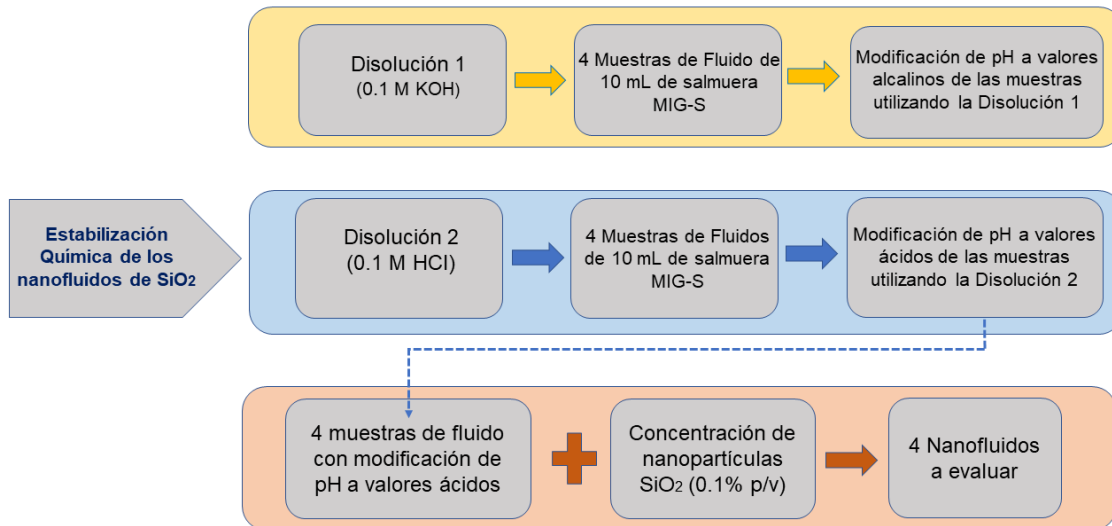 Disolución 1
(0.1 M KOH)
4 Muestras de Fluido de
10 mL de salmuera
MIG-S
Modificación de pH a valores
alcalinos de las muestras
utilizando la Disolución 1
Estabilización
Química de los
nanofluidos de SiO₂
Disolución 2
(0.1 M HCl)
4 Muestras de Fluidos
de 10 mL de salmuera
MIG-S
Modificación de pH a valores
ácidos de las muestras
utilizando la Disolución 2
4 muestras de fluido
con modificación de
pH a valores ácidos
Concentración de
nanopartículas
SiO₂ (0.1% p/v)
4 Nanofluidos
a evaluar